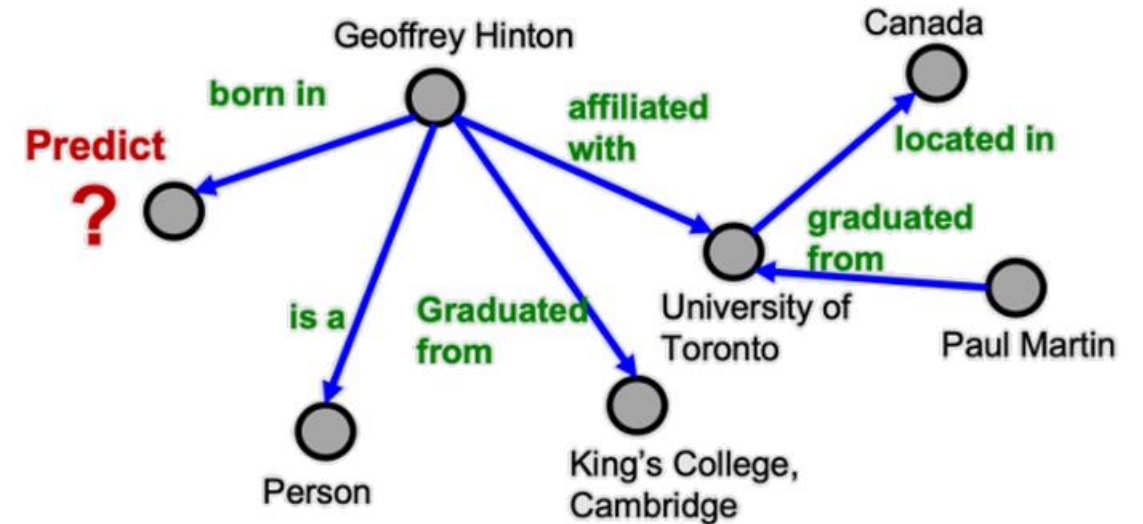 Canada
Geoffrey Hinton
born in
affiliated
with
Predict
?
located in
graduated
from
is a
Graduated
from
University of
Toronto
Paul Martin
Person
King's College,
Cambridge